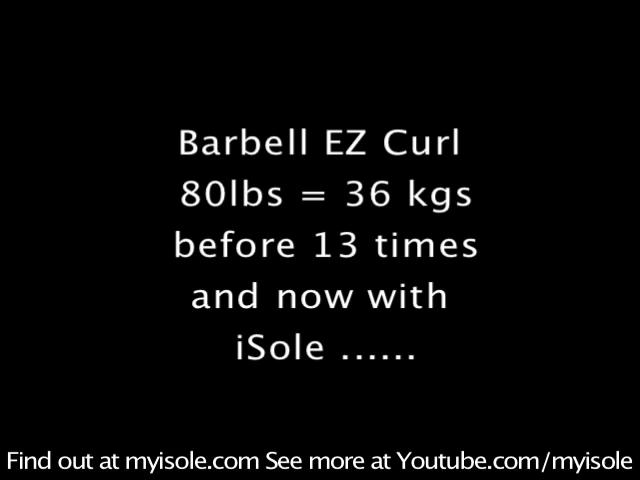 Barbell EZ Curl
80lbs = 36 kgs
before 13 times
and now with
iSole ......
Find out at myisole.com See more at Youtube.com/myisole